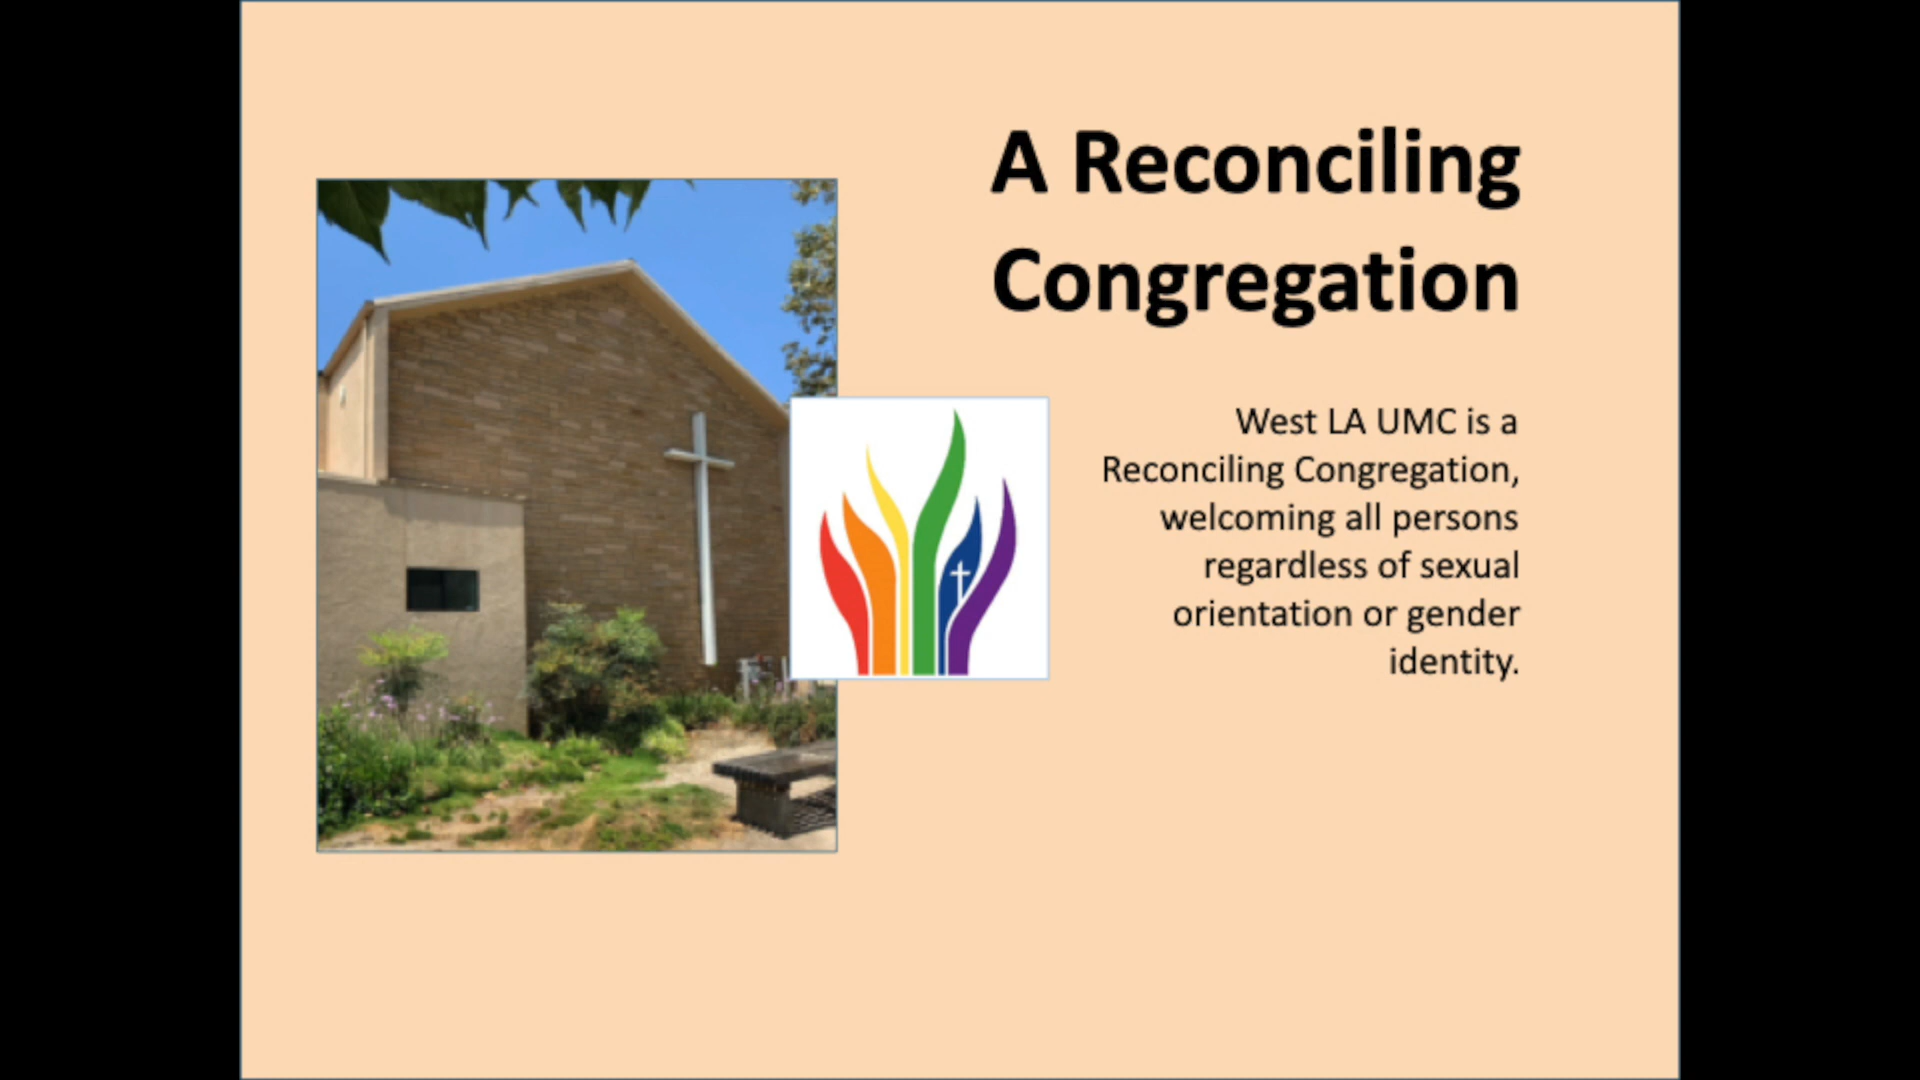 A Reconciling
Congregation
West LA UMC is a
Reconciling Congregation,
welcoming all persons
regardless of sexual
orientation or gender
identity.